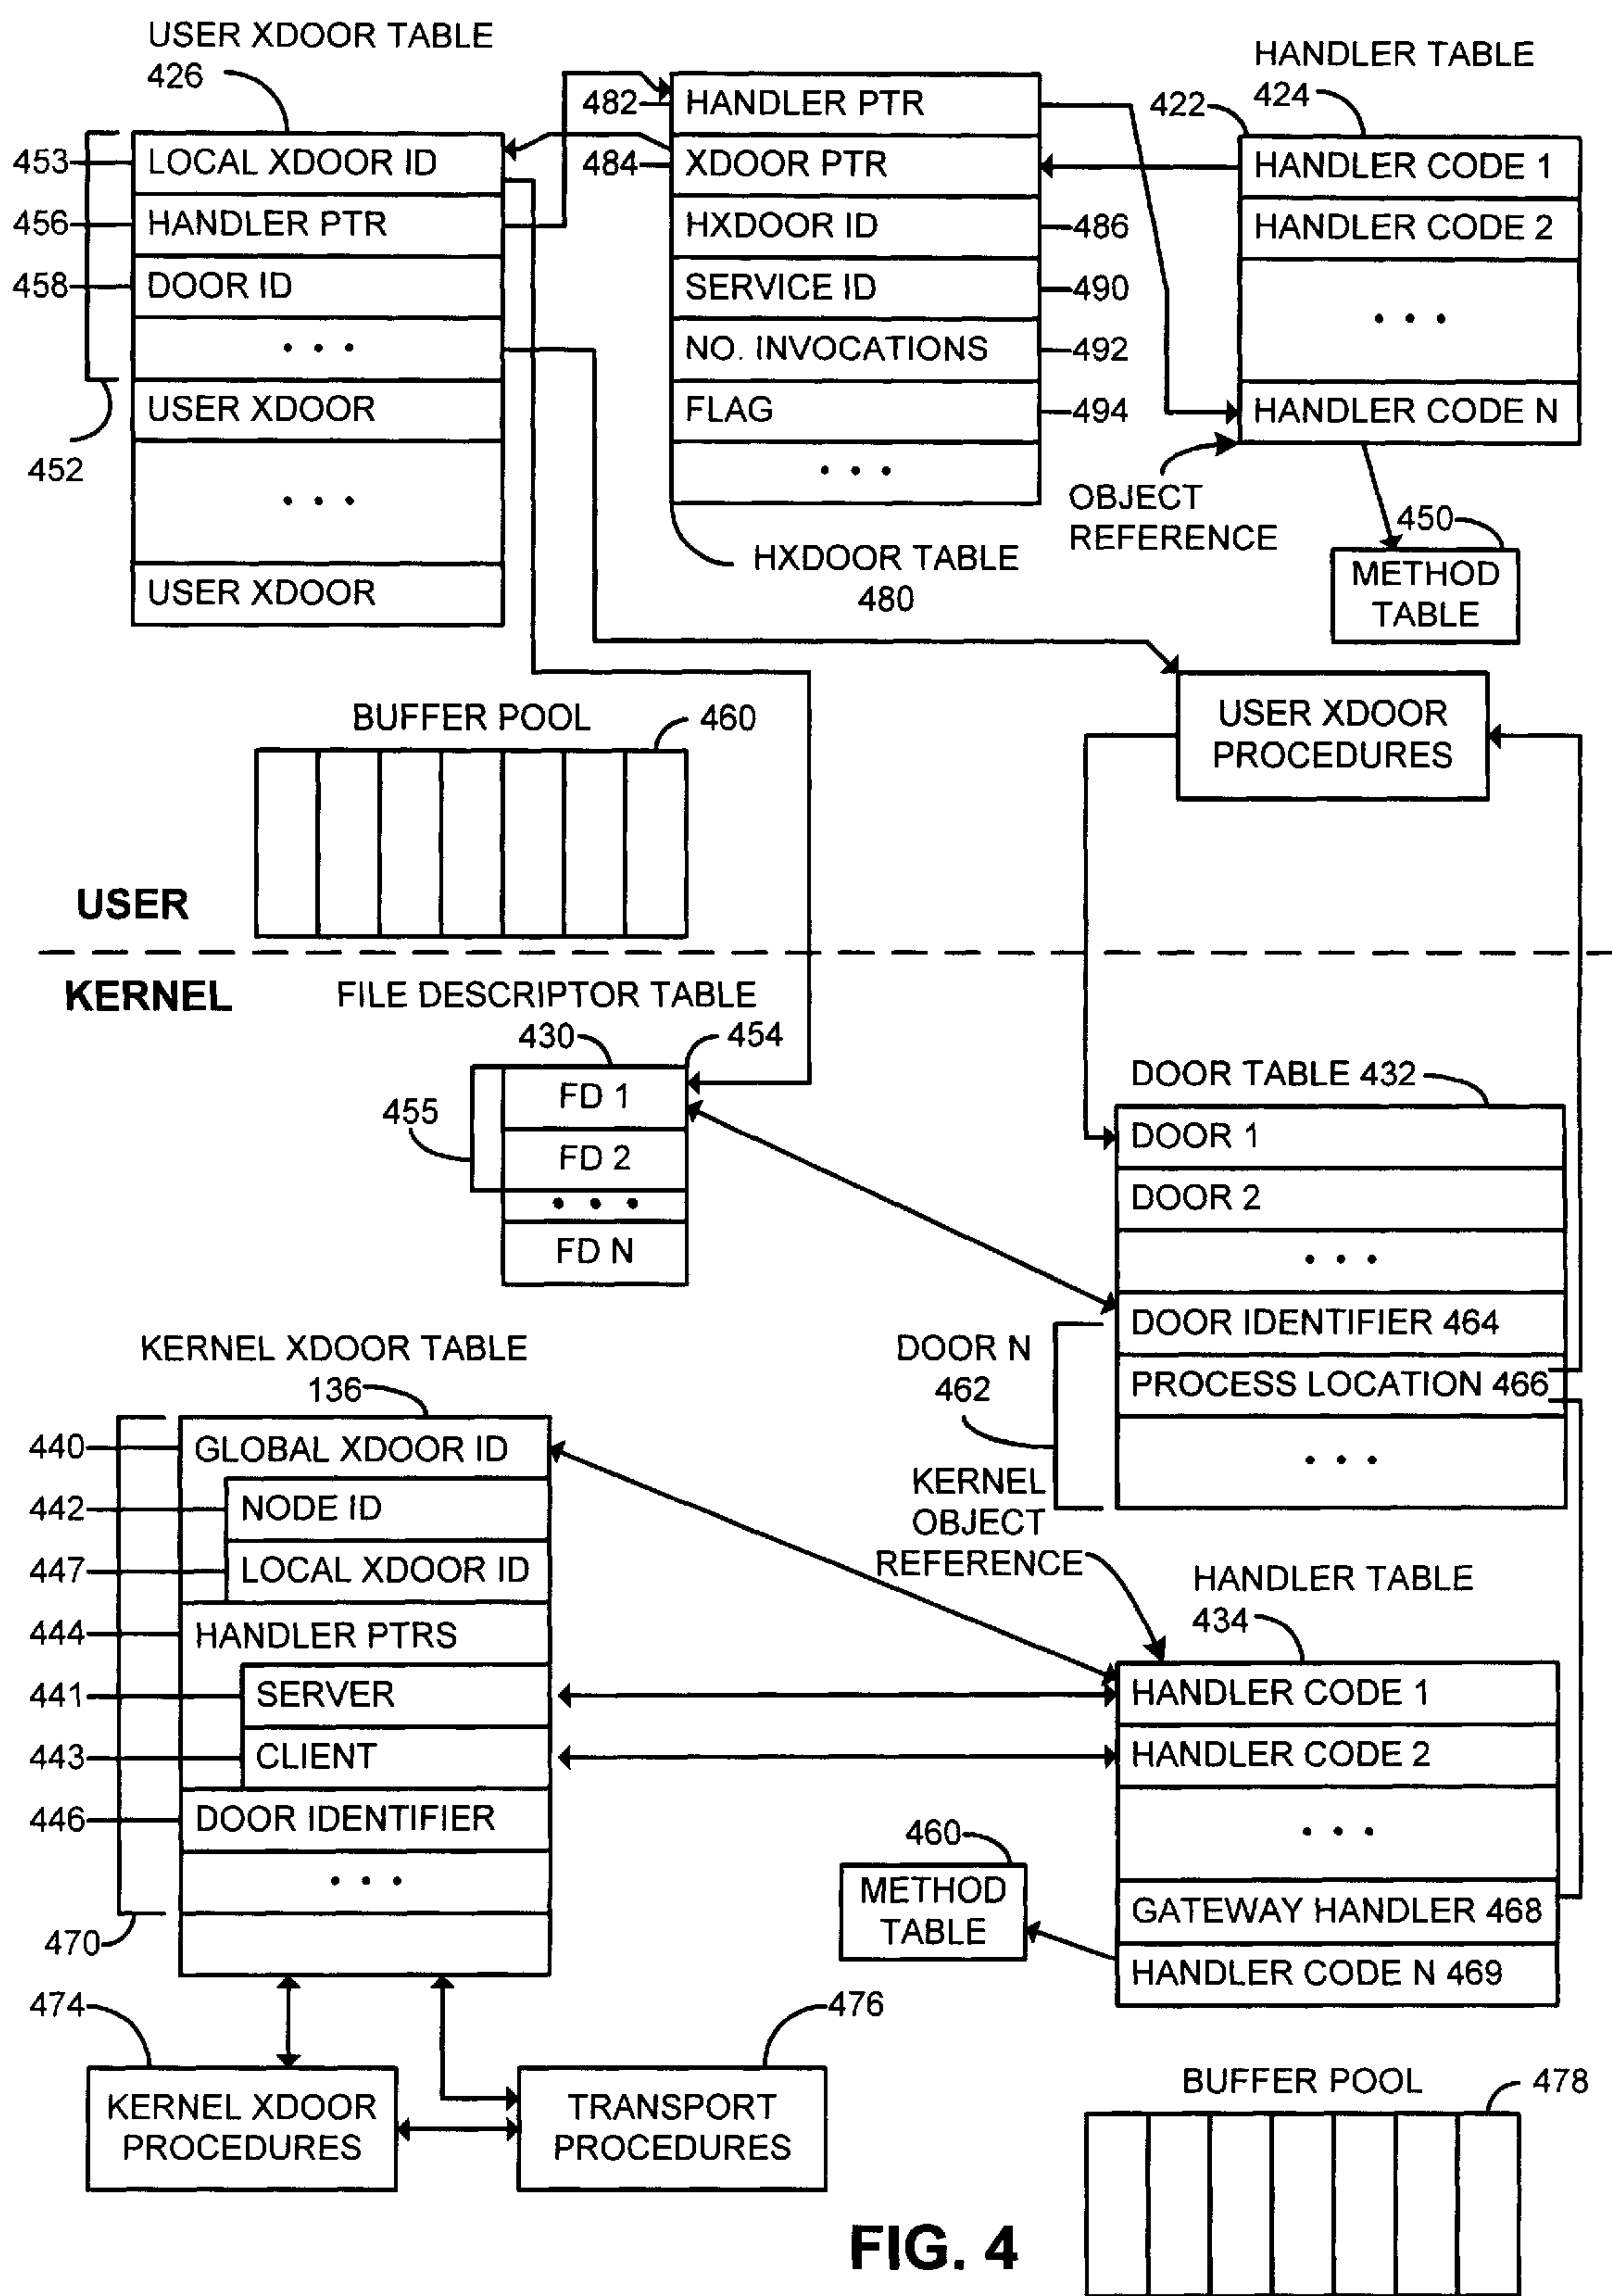 USER XDOOR TABLE
426
453
LOCAL XDOOR ID
456
HANDLER PTR
458
DOOR ID
• • •
452
USER XDOOR
• • •
USER XDOOR
482
HANDLER PTR
484
XDOOR PTR
HXDOOR ID
486
SERVICE ID
490
NO. INVOCATIONS
492
FLAG
494
• • •
HXDOOR TABLE
480
HANDLER TABLE
422
424
HANDLER CODE 1
HANDLER CODE 2
• • •
HANDLER CODE N
OBJECT
REFERENCE
450
METHOD
TABLE
USER XDOOR
PROCEDURES
BUFFER POOL
460
USER
KERNEL
FILE DESCRIPTOR TABLE
430
454
455
FD 1
FD 2
• • •
FD N
DOOR TABLE 432
DOOR 1
DOOR 2
• • •
DOOR N
462
DOOR IDENTIFIER 464
PROCESS LOCATION 466
• • •
KERNEL
OBJECT
REFERENCE
KERNEL XDOOR TABLE
136
440
GLOBAL XDOOR ID
442
NODE ID
447
LOCAL XDOOR ID
444
HANDLER PTRS
441
SERVER
443
CLIENT
446
DOOR IDENTIFIER
• • •
470
HANDLER TABLE
434
HANDLER CODE 1
HANDLER CODE 2
• • •
GATEWAY HANDLER 468
HANDLER CODE N 469
460
METHOD
TABLE
474
KERNEL XDOOR
PROCEDURES
476
TRANSPORT
PROCEDURES
BUFFER POOL
478
FIG. 4